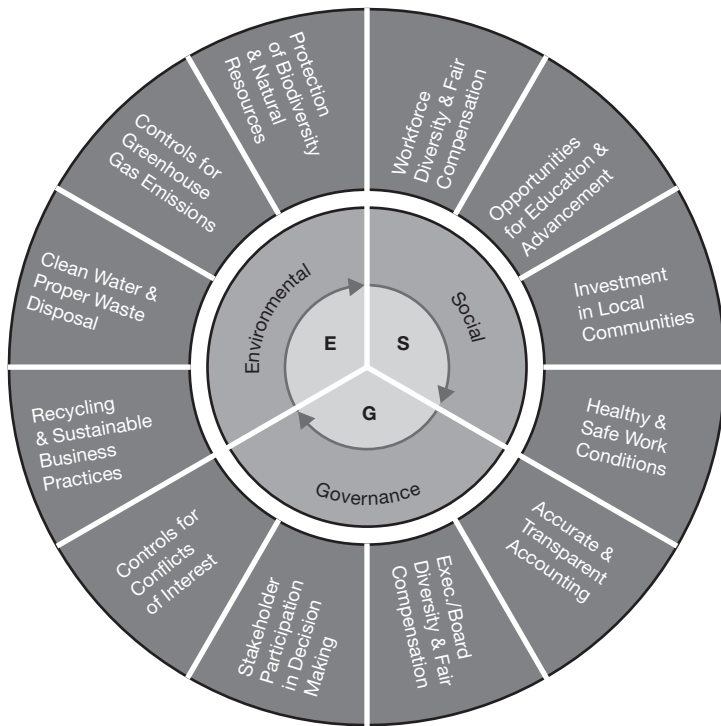 Protection
of Biodiversity
& Natural
Resources
Workforce
Diversity & Fair
Compensation
Opportunities
for Education &
Advancement
Investment
in Local
Communities
Healthy &
Safe Work
Conditions
Accurate &
Transparent
Accounting
Exec./Board
Diversity & Fair
Compensation
Stakeholder
Participation
in Decision
Making
Controls for
Conflicts
of Interest
Recycling
& Sustainable
Business
Practices
Clean Water &
Proper Waste
Disposal
Controls for
Greenhouse
Gas Emissions
Environmental
Social
Governance
E
S
G